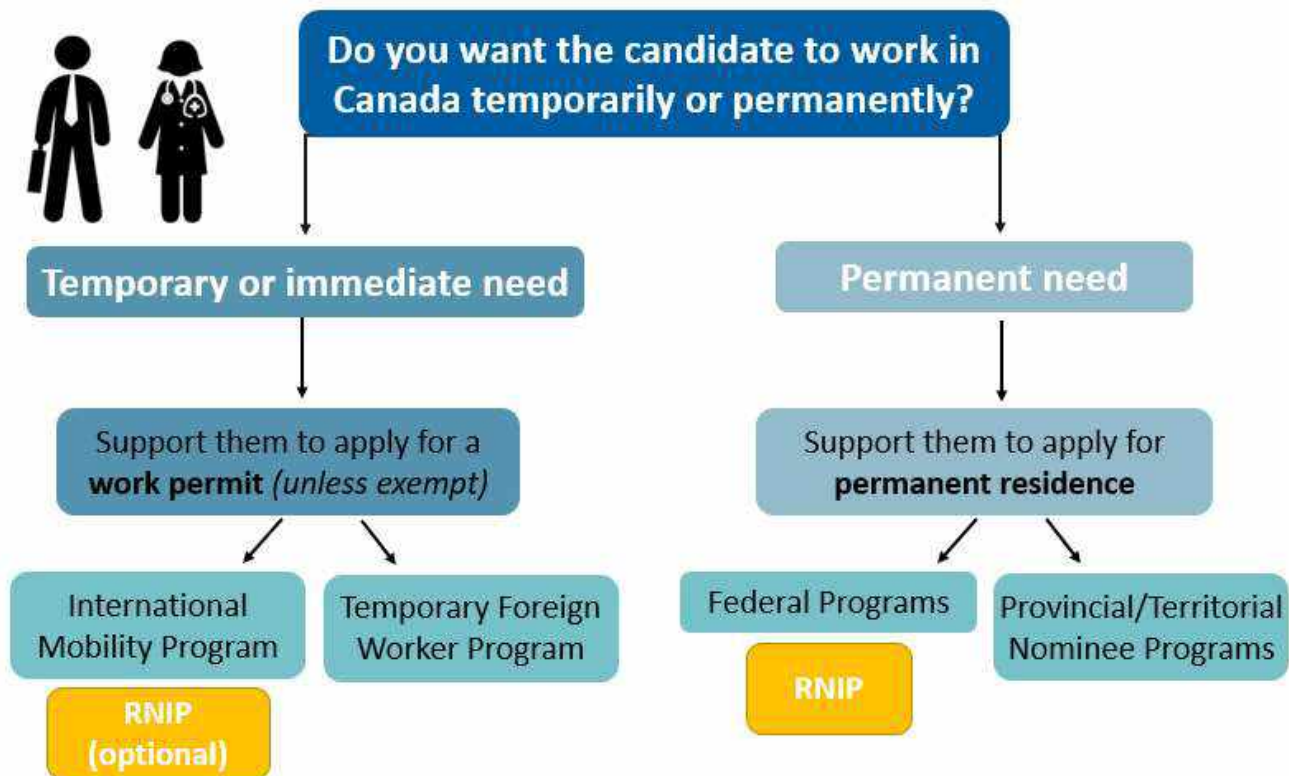 Do you want the candidate to work in
Canada temporarily or permanently?
Temporary or immediate need
Permanent need
Support them to apply for a
work permit (unless exempt)
Support them to apply for
permanent residence
International
Mobility Program
Temporary Foreign
Worker Program
Federal Programs
Provincial/Territorial
Nominee Programs
RNIP
(optional)
RNIP